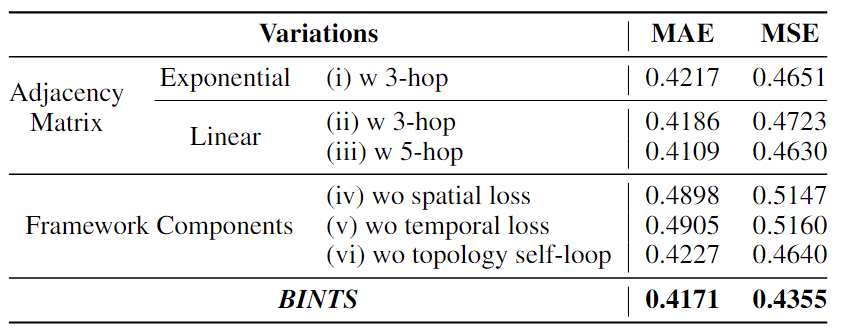 Variations MAE MSE
Adjacency Matrix Exponential (i) w 3-hop 0.4217 0.4651
Linear (ii) w 3-hop 0.4186 0.4723
(iii) w 5-hop 0.4109 0.4630
Framework Components (iv) wo spatial loss 0.4898 0.5147
(v) wo temporal loss 0.4905 0.5160
(vi) wo topology self-loop 0.4227 0.4640
BINTS 0.4171 0.4355